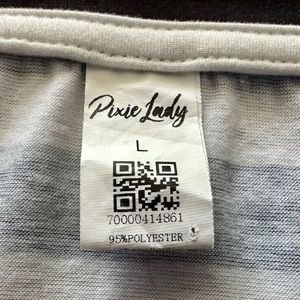 Pixie Lady
L
70000414861
95%POLYESTER